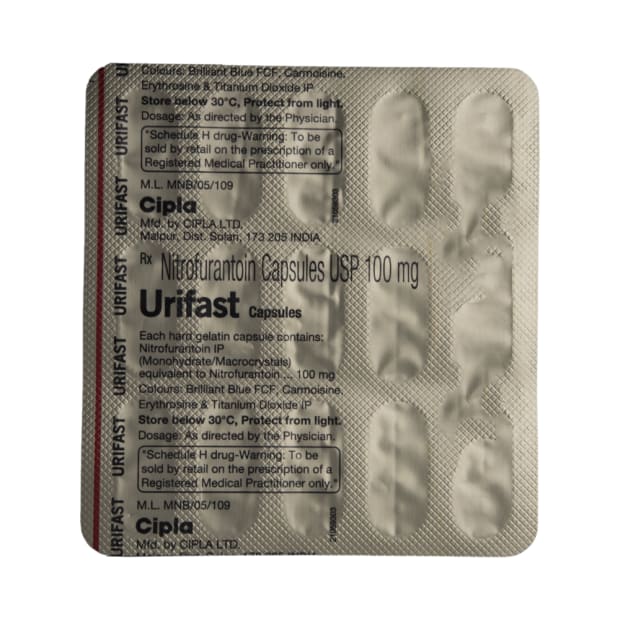 Colours: Brilliant Blue FCF, Carmoisine,
Erythrosine & Titanium Dioxide IP
Store below 30°C, Protect from light.
Dosage: As directed by the Physician.
"Schedule H drug-Warning: To be
sold by retail on the prescription of a
Registered Medical Practitioner only."
M.L. MNB/05/109
Cipla
Mfd. by CIPLA LTD.
Malpur, Dist. Solan, 173 205 INDIA
Rx Nitrofurantoin Capsules USP 100 mg
Urifast Capsules
Each hard gelatin capsule contains:
Nitrofurantoin IP
(Monohydrate/Macrocrystals)
equivalent to Nitrofurantoin ... 100 mg
Colours: Brilliant Blue FCF, Carmoisine,
Erythrosine & Titanium Dioxide IP
Store below 30°C, Protect from light.
Dosage: As directed by the Physician.
"Schedule H drug-Warning: To be
sold by retail on the prescription of a
Registered Medical Practitioner only."
M.L. MNB/05/109
Cipla
Mfd. by CIPLA LTD.
URIFAST
URIFAST
URIFAST
URIFAST
URIFAST
URIFAST